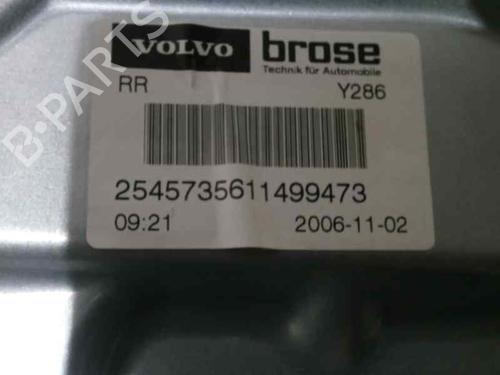 VOLVO brose
Technik für Automobile
RR Y286
2545735611499473
09:21 2006-11-02
B-PARTS